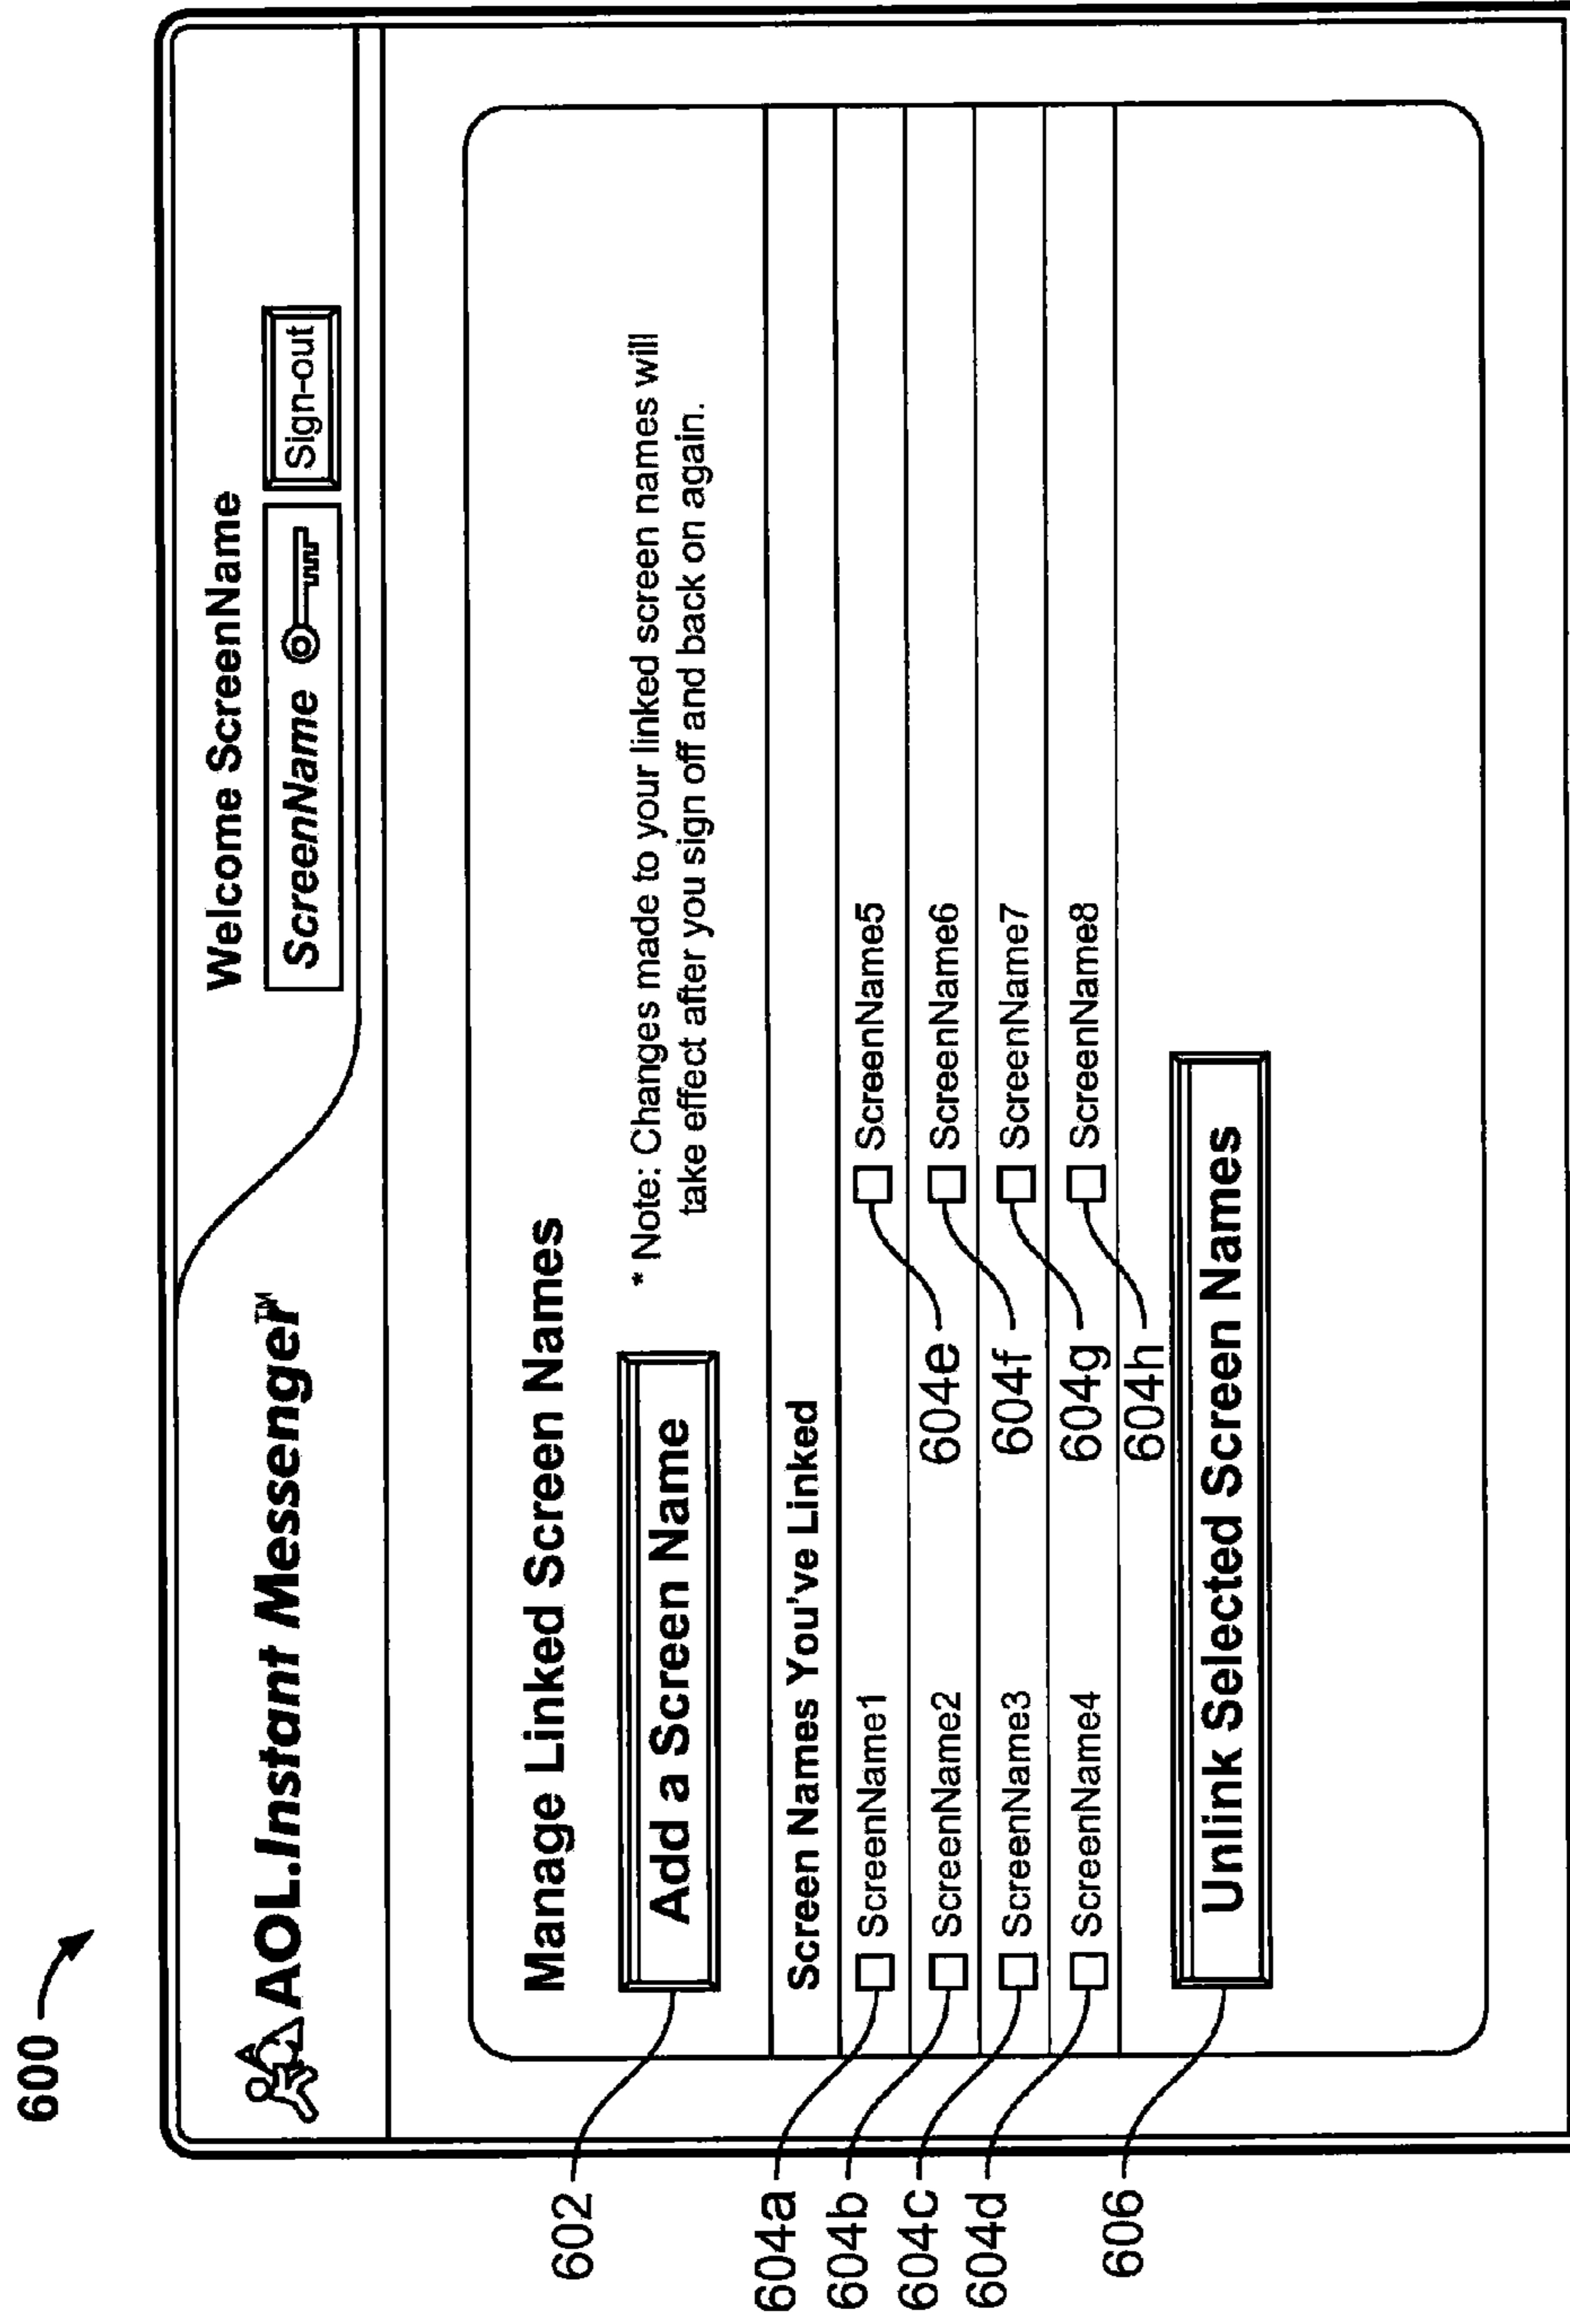 600
AOL.Instant Messenger™
Welcome ScreenName
ScreenName
Sign-out
Manage Linked Screen Names
602
Add a Screen Name
* Note: Changes made to your linked screen names will
take effect after you sign off and back on again.
Screen Names You've Linked
604a
ScreenName1
ScreenName5
604b
ScreenName2
604e
ScreenName6
604c
ScreenName3
604f
ScreenName7
604d
ScreenName4
604g
ScreenName8
604h
606
Unlink Selected Screen Names